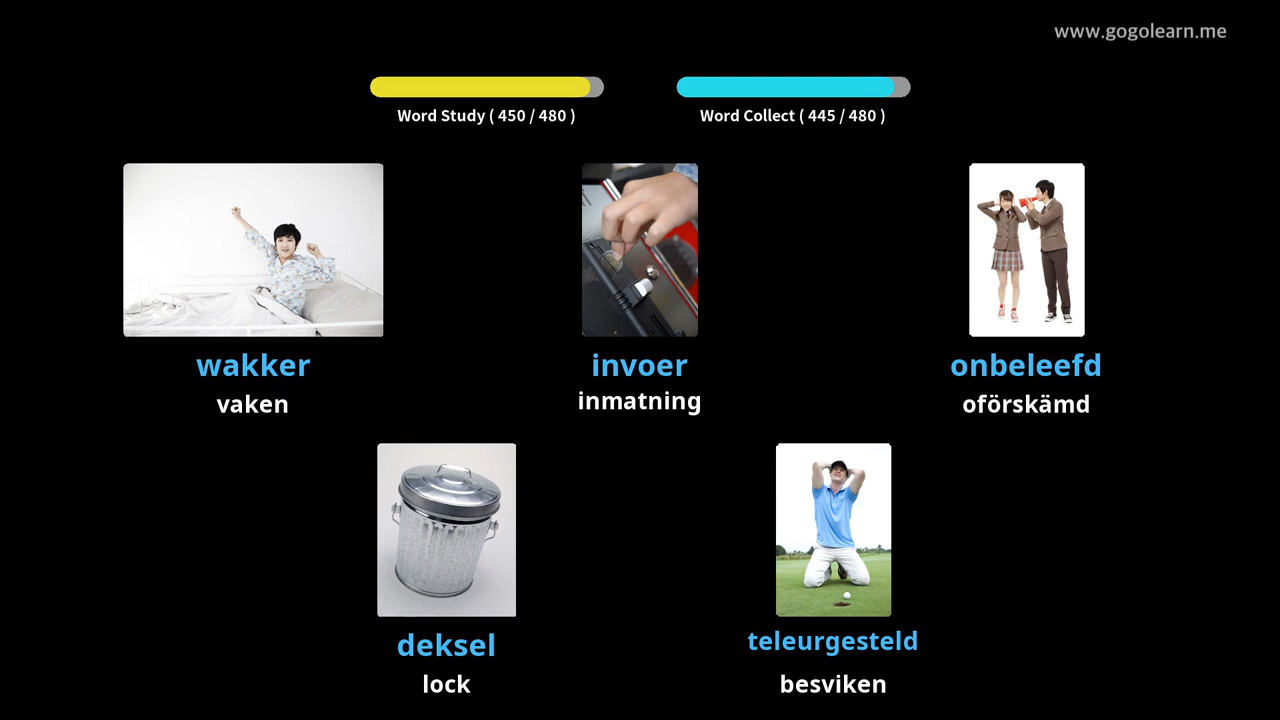 www.gogolearn.me
Word Study ( 450 / 480 )
Word Collect ( 445 / 480 )
wakker
vaken
invoer
inmatning
onbeleefd
oförskämd
deksel
lock
teleurgesteld
besviken